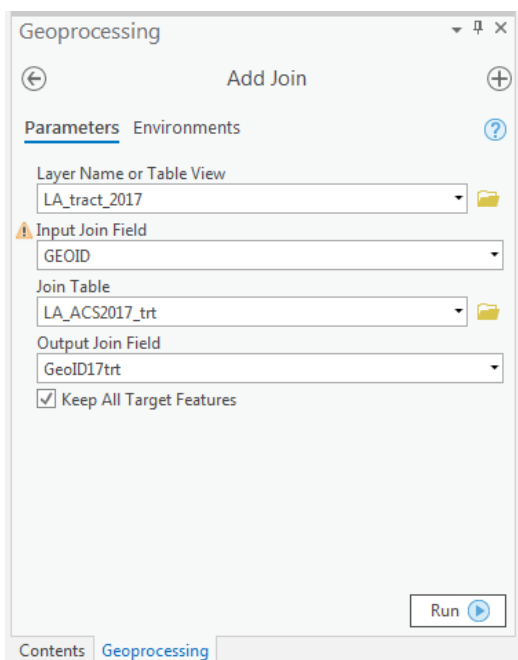 Geoprocessing
Add Join
Parameters Environments
Layer Name or Table View
LA_tract_2017
Input Join Field
GEOID
Join Table
LA_ACS2017_trt
Output Join Field
GeoID17trt
Keep All Target Features
Run
Contents Geoprocessing